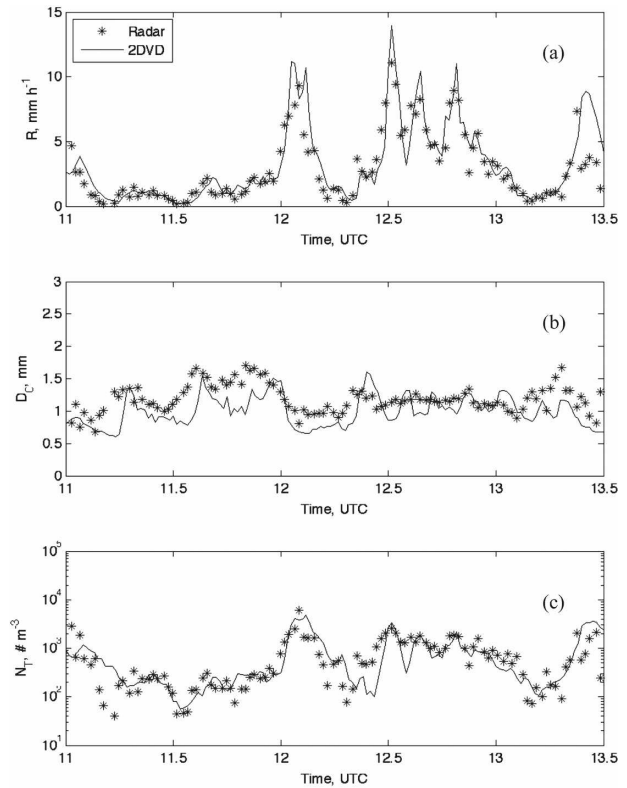 Radar
2DVD
(a)
R, mm h⁻¹
15
10
5
0
11 11.5 12 12.5 13 13.5
Time, UTC
(b)
D_C, mm
3
2.5
2
1.5
1
0.5
0
11 11.5 12 12.5 13 13.5
Time, UTC
(c)
N_T, # m⁻³
10⁵
10⁴
10³
10²
10¹
11 11.5 12 12.5 13 13.5
Time, UTC